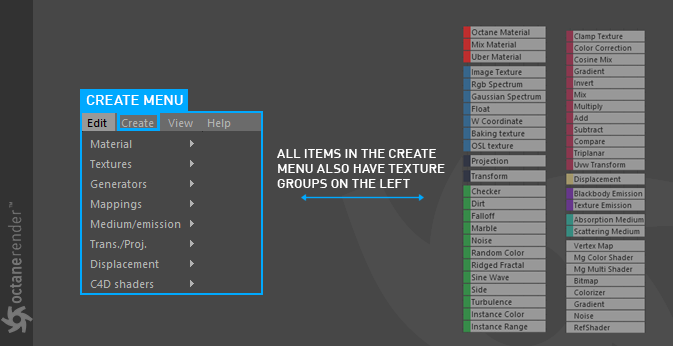 CREATE MENU
Edit Create View Help
Material
Textures
Generators
Mappings
Medium/emission
Trans./Proj.
Displacement
C4D shaders
ALL ITEMS IN THE CREATE
MENU ALSO HAVE TEXTURE
GROUPS ON THE LEFT
Octane Material
Mix Material
Uber Material
Image Texture
Rgb Spectrum
Gaussian Spectrum
Float
W Coordinate
Baking texture
OSL texture
Projection
Transform
Checker
Dirt
Falloff
Marble
Noise
Random Color
Ridged Fractal
Sine Wave
Side
Turbulence
Instance Color
Instance Range
Clamp Texture
Color Correction
Cosine Mix
Gradient
Invert
Mix
Multiply
Add
Subtract
Compare
Triplanar
Uvw Transform
Displacement
Blackbody Emission
Texture Emission
Absorption Medium
Scattering Medium
Vertex Map
Mg Color Shader
Mg Multi Shader
Bitmap
Colorizer
Gradient
Noise
RefShader
octanerender™